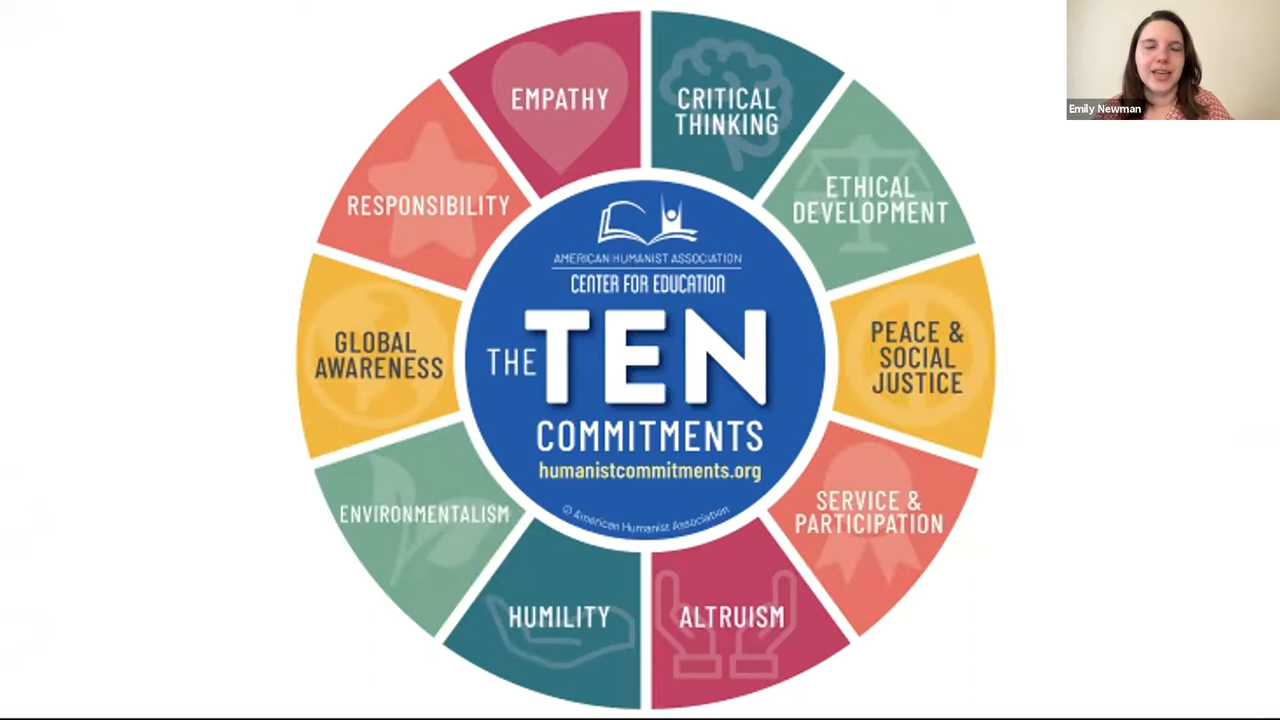 EMPATHY
CRITICAL
THINKING
ETHICAL
DEVELOPMENT
PEACE &
SOCIAL
JUSTICE
SERVICE &
PARTICIPATION
ALTRUISM
HUMILITY
ENVIRONMENTALISM
GLOBAL
AWARENESS
RESPONSIBILITY
AMERICAN HUMANIST ASSOCIATION
CENTER FOR EDUCATION
THE TEN
COMMITMENTS
humanistcommitments.org
© American Humanist Association
Emily Newman